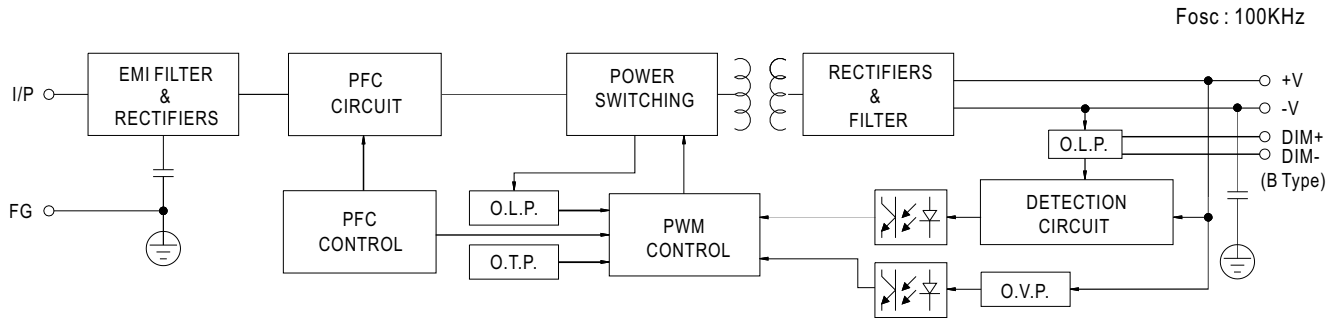 Fosc : 100KHz
I/P
EMI FILTER
&
RECTIFIERS
PFC
CIRCUIT
POWER
SWITCHING
RECTIFIERS
&
FILTER
+V
-V
DIM+
DIM-
(B Type)
O.L.P.
FG
PFC
CONTROL
O.L.P.
O.T.P.
PWM
CONTROL
DETECTION
CIRCUIT
O.V.P.